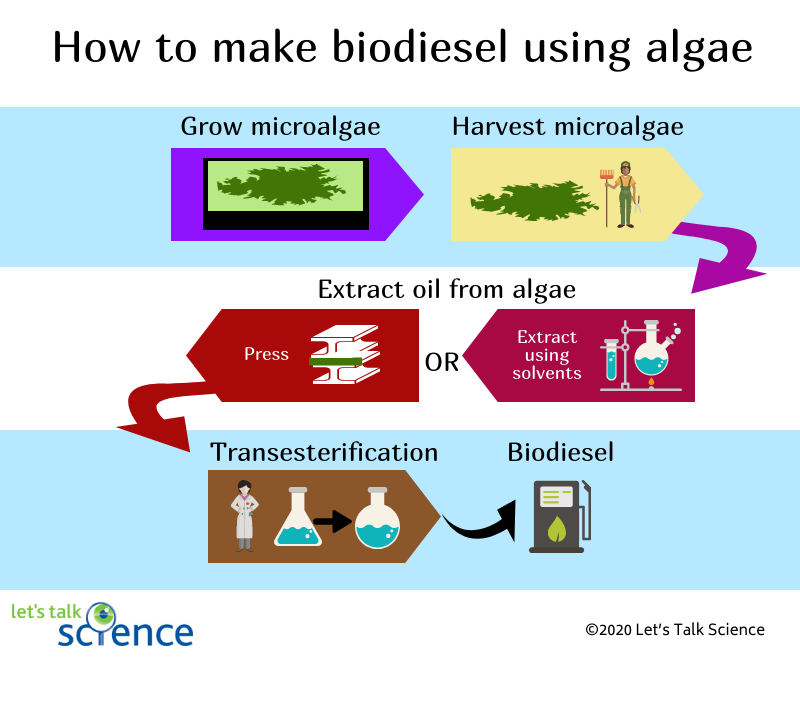 How to make biodiesel using algae
Grow microalgae
Harvest microalgae
Extract oil from algae
Press
OR
Extract
using
solvents
Transesterification
Biodiesel
let's talk
science
©2020 Let's Talk Science